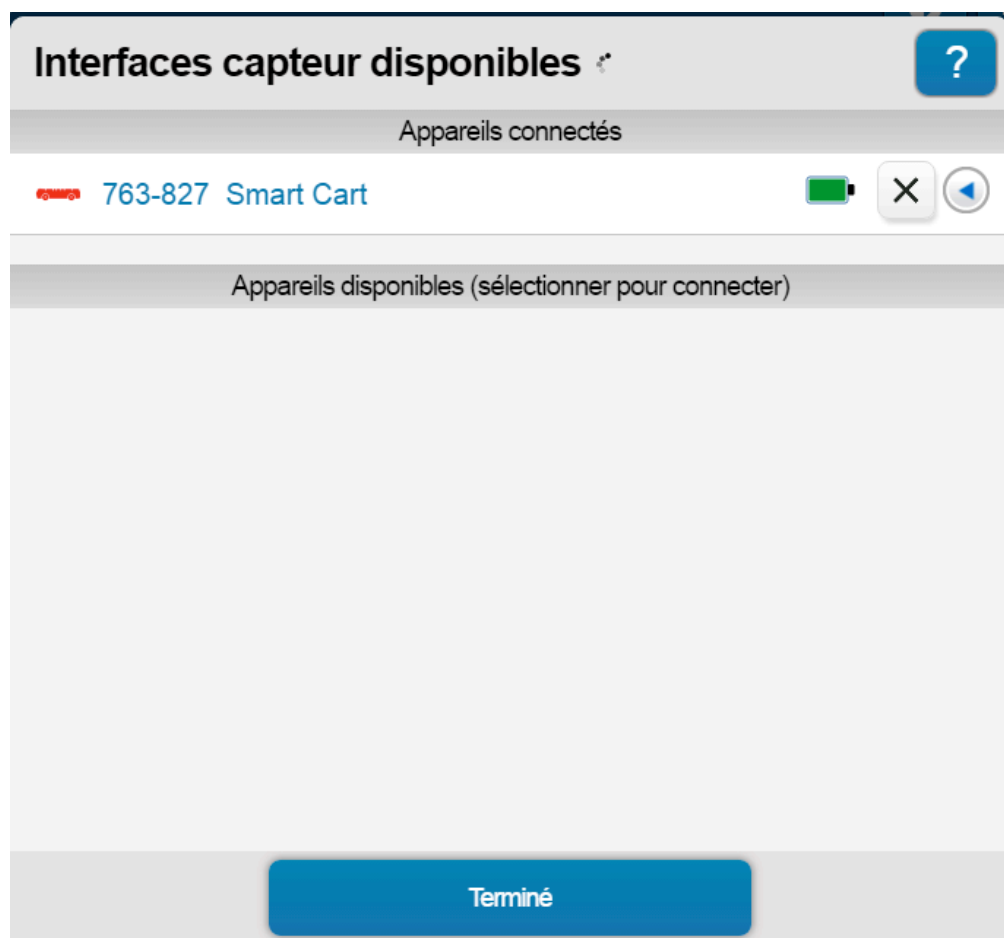 Interfaces capteur disponibles
?
Appareils connectés
763-827 Smart Cart
Appareils disponibles (sélectionner pour connecter)
Terminé